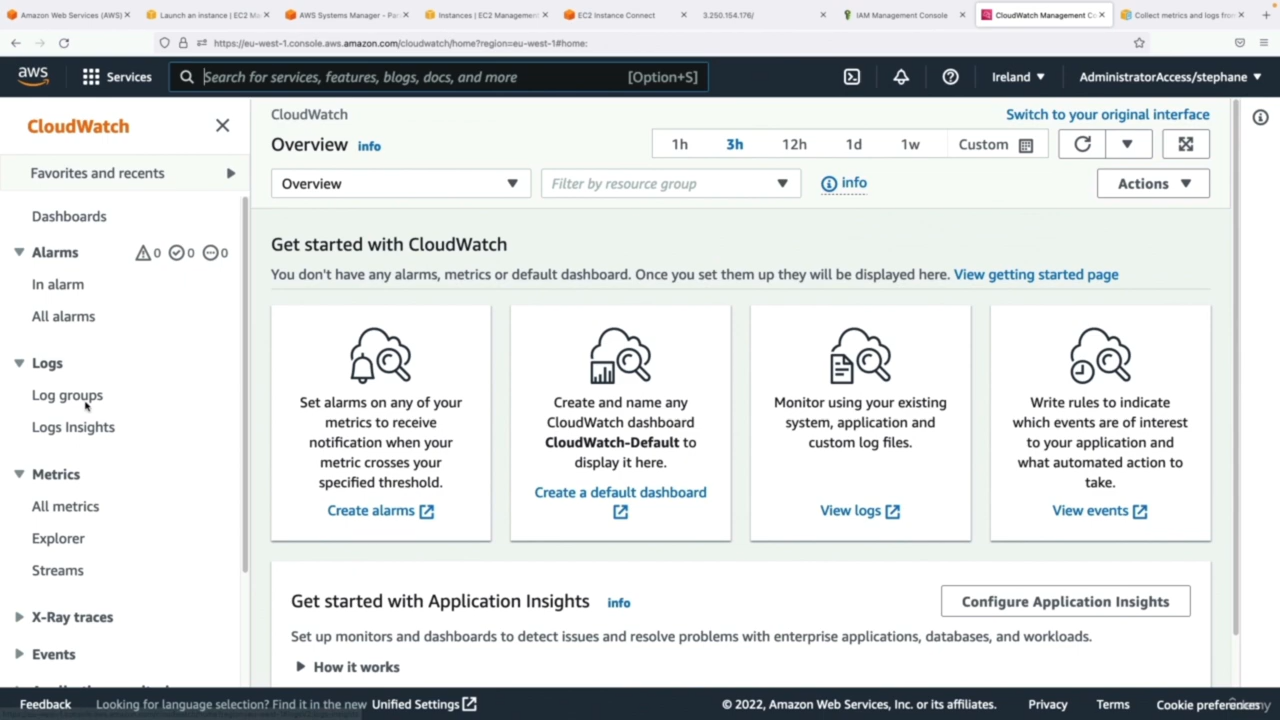 Amazon Web Services (AWS)
Launch an instance | EC2 Ma
AWS Systems Manager - Par
Instances | EC2 Management
EC2 Instance Connect
3.250.154.176/
IAM Management Console
CloudWatch Management Co
Collect metrics and logs from
https://eu-west-1.console.aws.amazon.com/cloudwatch/home?region=eu-west-1#home:
aws
Services
Search for services, features, blogs, docs, and more [Option+S]
Ireland
AdministratorAccess/stephane
CloudWatch
Favorites and recents
Dashboards
Alarms 0 0 0
In alarm
All alarms
Logs
Log groups
Logs Insights
Metrics
All metrics
Explorer
Streams
X-Ray traces
Events
CloudWatch
Switch to your original interface
Overview info
1h 3h 12h 1d 1w Custom
Overview
Filter by resource group
info
Actions
Get started with CloudWatch
You don't have any alarms, metrics or default dashboard. Once you set them up they will be displayed here. View getting started page
Set alarms on any of your
metrics to receive
notification when your
metric crosses your
specified threshold.
Create alarms
Create and name any
CloudWatch dashboard
CloudWatch-Default to
display it here.
Create a default dashboard
Monitor using your existing
system, application and
custom log files.
View logs
Write rules to indicate
which events are of interest
to your application and
what automated action to
take.
View events
Get started with Application Insights info
Configure Application Insights
Set up monitors and dashboards to detect issues and resolve problems with enterprise applications, databases, and workloads.
How it works
Feedback
Looking for language selection? Find it in the new Unified Settings
© 2022, Amazon Web Services, Inc. or its affiliates.
Privacy
Terms
Cookie preferences